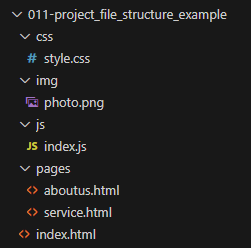 011-project_file_structure_example
css
# style.css
img
photo.png
js
JS index.js
pages
<> aboutus.html
<> service.html
<> index.html